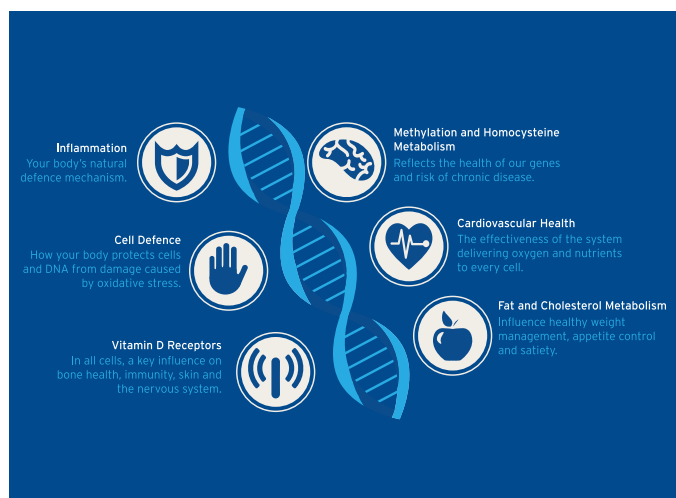 Inflammation
Your body's natural
defence mechanism.
Methylation and Homocysteine
Metabolism
Reflects the health of our genes
and risk of chronic disease.
Cell Defence
How your body protects cells
and DNA from damage caused
by oxidative stress.
Cardiovascular Health
The effectiveness of the system
delivering oxygen and nutrients
to every cell.
Vitamin D Receptors
In all cells, a key influence on
bone health, immunity, skin and
the nervous system.
Fat and Cholesterol Metabolism
Influence healthy weight
management, appetite control
and satiety.